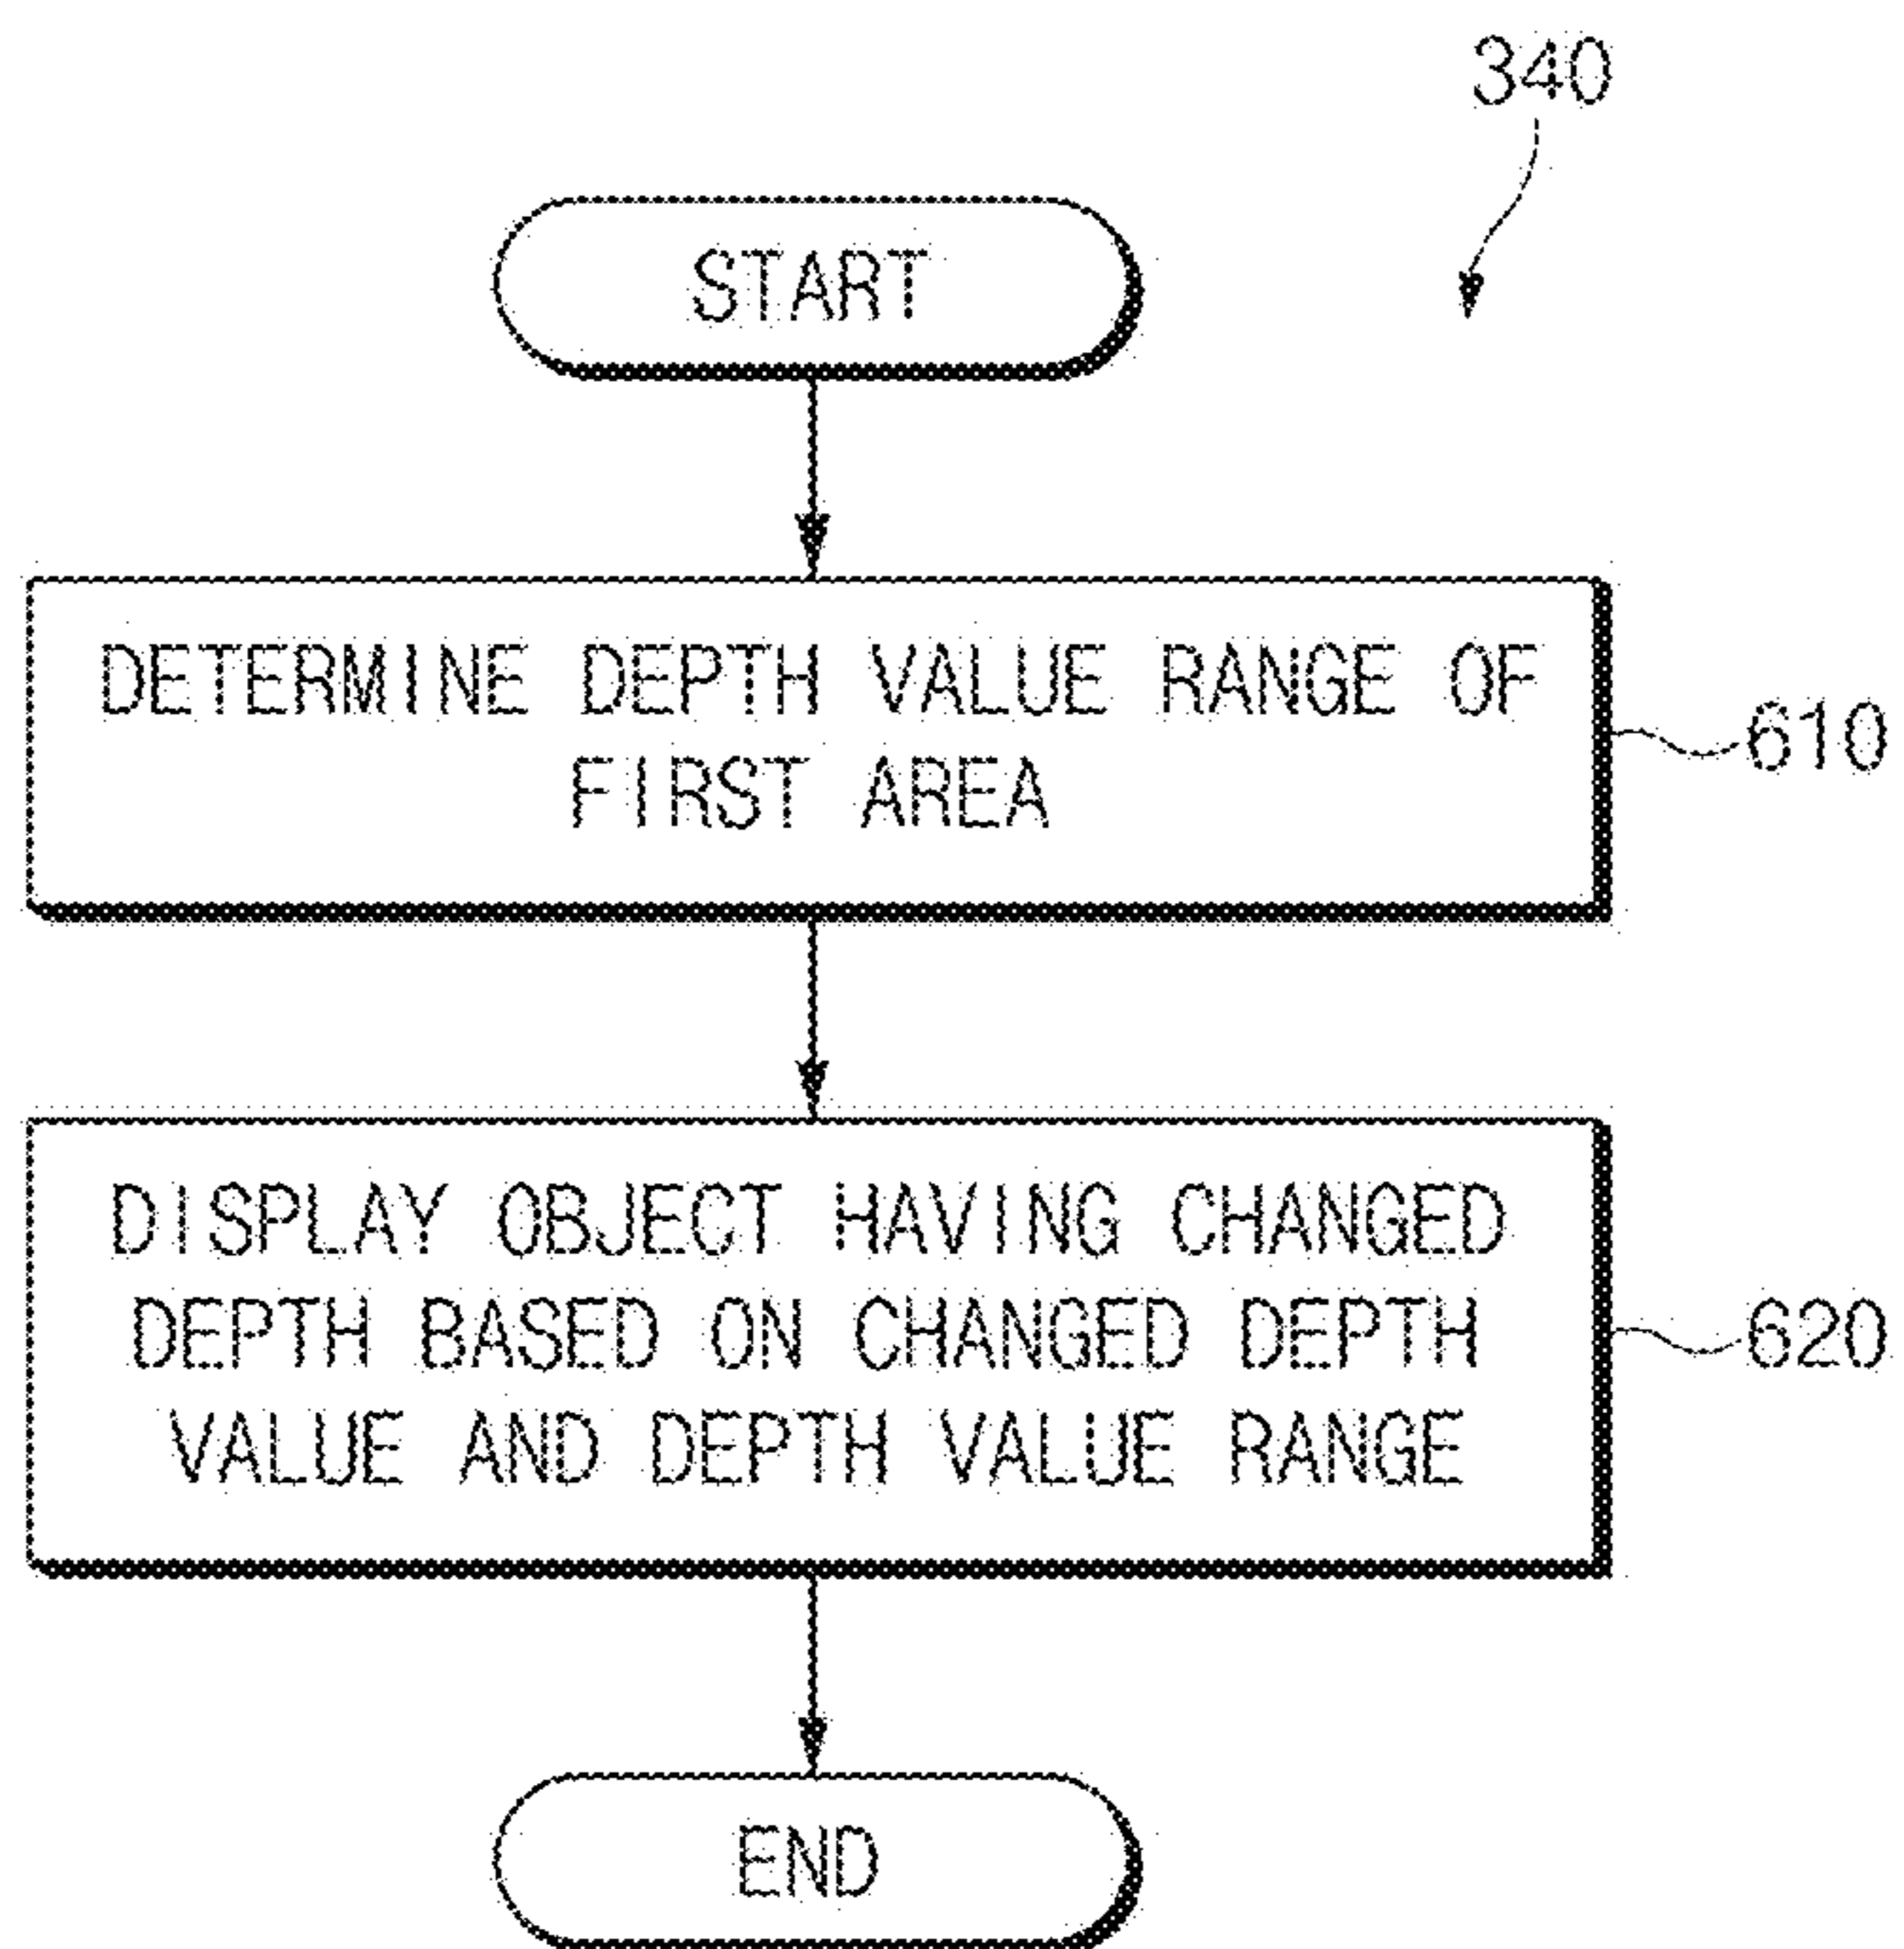 340
START
DETERMINE DEPTH VALUE RANGE OF
FIRST AREA
610
DISPLAY OBJECT HAVING CHANGED
DEPTH BASED ON CHANGED DEPTH
VALUE AND DEPTH VALUE RANGE
620
END